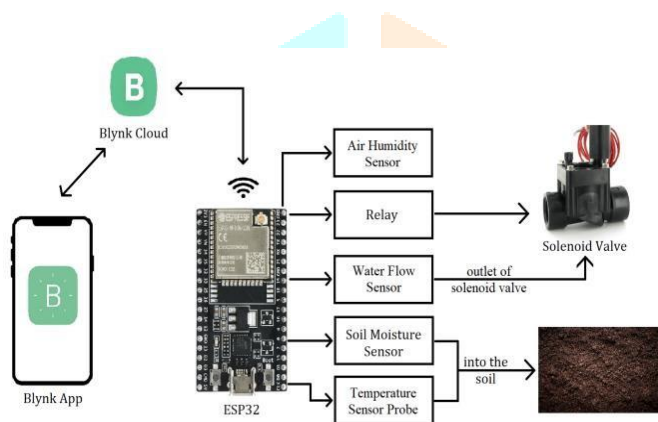 B
Blynk Cloud
Air Humidity
Sensor
Relay
Solenoid Valve
Water Flow
Sensor
outlet of
solenoid valve
B
Soil Moisture
Sensor
into the
soil
Temperature
Sensor Probe
Blynk App
ESP32